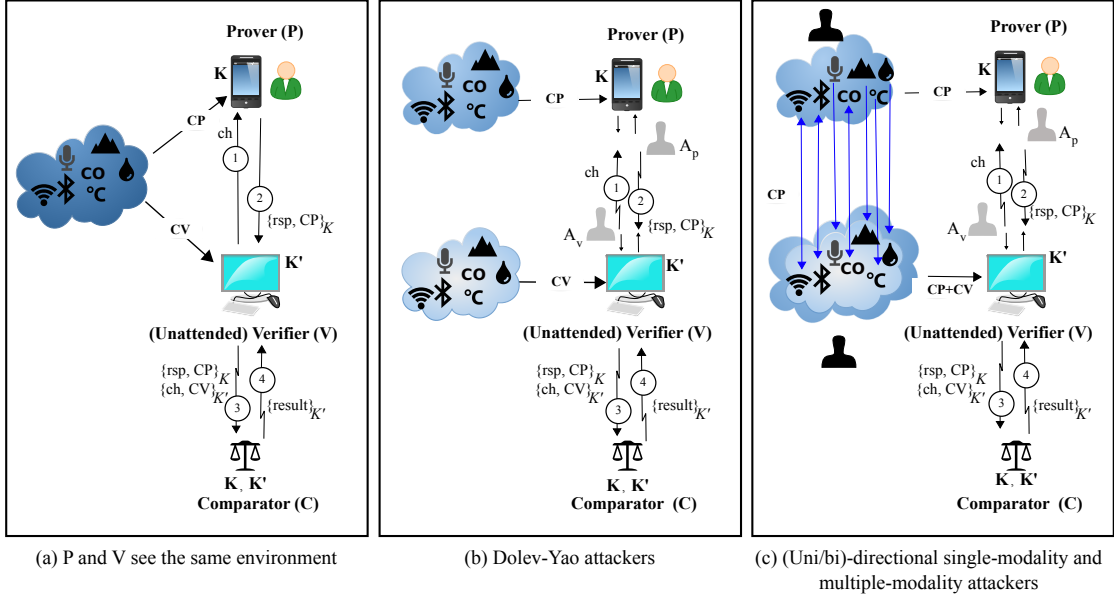 Prover (P)
K
CP
ch
1
CO
°C
2
{rsp, CP}K
CV
K'
(Unattended) Verifier (V)
{rsp, CP}K
{ch, CV}K'
4
3
{result}K'
K, K'
Comparator (C)
(a) P and V see the same environment
Prover (P)
K
CO
°C
CP
Ap
ch
1
2
Av
{rsp, CP}K
K'
CO
°C
CV
(Unattended) Verifier (V)
{rsp, CP}K
{ch, CV}K'
4
3
{result}K'
K, K'
Comparator (C)
(b) Dolev-Yao attackers
Prover (P)
K
CO
°C
CP
Ap
ch
1
CP
2
{rsp, CP}K
Av
K'
CO
°C
CP+CV
(Unattended) Verifier (V)
{rsp, CP}K
{ch, CV}K'
4
3
{result}K'
K, K'
Comparator (C)
(c) (Uni/bi)-directional single-modality and
multiple-modality attackers